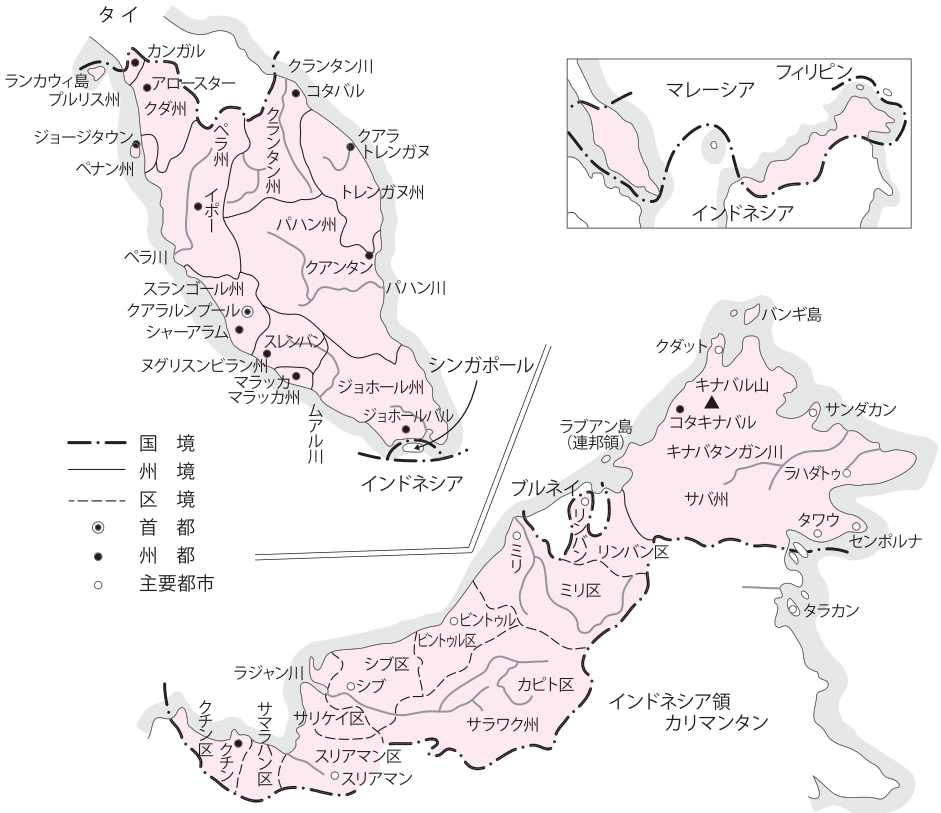 タイ
カンガル
ランカウィ島
プルリス州
アロースター
クダ州
クランタン川
コタバル
ジョージタウン
ペナン州
ペラ州
クランタン州
クアラ
トレンガヌ
トレンガヌ州
イポー
パハン州
ペラ川
クアンタン
パハン川
スランゴール州
クアラルンプール
シャーアラム
スレンバン
ヌグリスンビラン州
マラッカ
マラッカ州
ジョホール州
シンガポール
ムアル川
ジョホールバル
インドネシア
フィリピン
マレーシア
インドネシア
国境
州境
区境
首都
州都
主要都市
バンギ島
クダット
キナバル山
コタキナバル
サンダカン
ラブアン島
(連邦領)
キナバタンガン川
ラハダトゥ
サバ州
ブルネイ
リンバン
リンバン区
タワウ
センポルナ
ミリ
ミリ区
タラカン
ビントゥル
ビントゥル区
ラジャン川
シブ区
シブ
カピト区
サリケイ区
サラワク州
インドネシア領
カリマンタン
クチン区
クチン
サマラハン区
スリアマン区
スリアマン